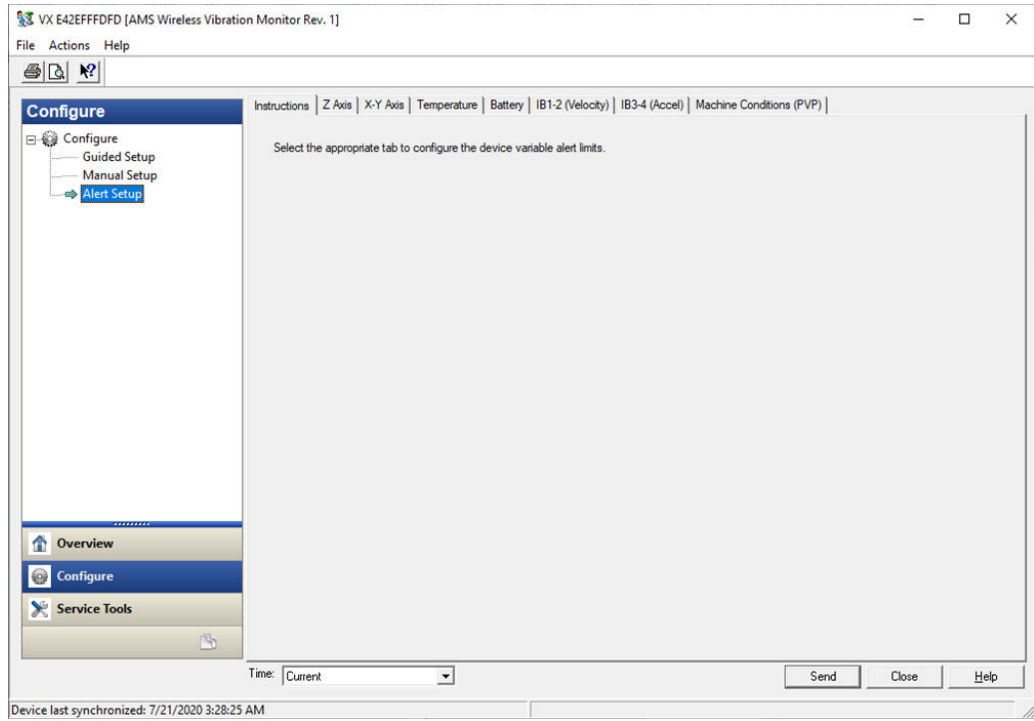 VX E42EFFFDFD [AMS Wireless Vibration Monitor Rev. 1]
File Actions Help
Configure
Instructions Z Axis X-Y Axis Temperature Battery IB1-2 (Velocity) IB3-4 (Accel) Machine Conditions (PVP)
Configure
Guided Setup
Manual Setup
Alert Setup
Select the appropriate tab to configure the device variable alert limits.
Overview
Configure
Service Tools
Time: Current Send Close Help
Device last synchronized: 7/21/2020 3:28:25 AM